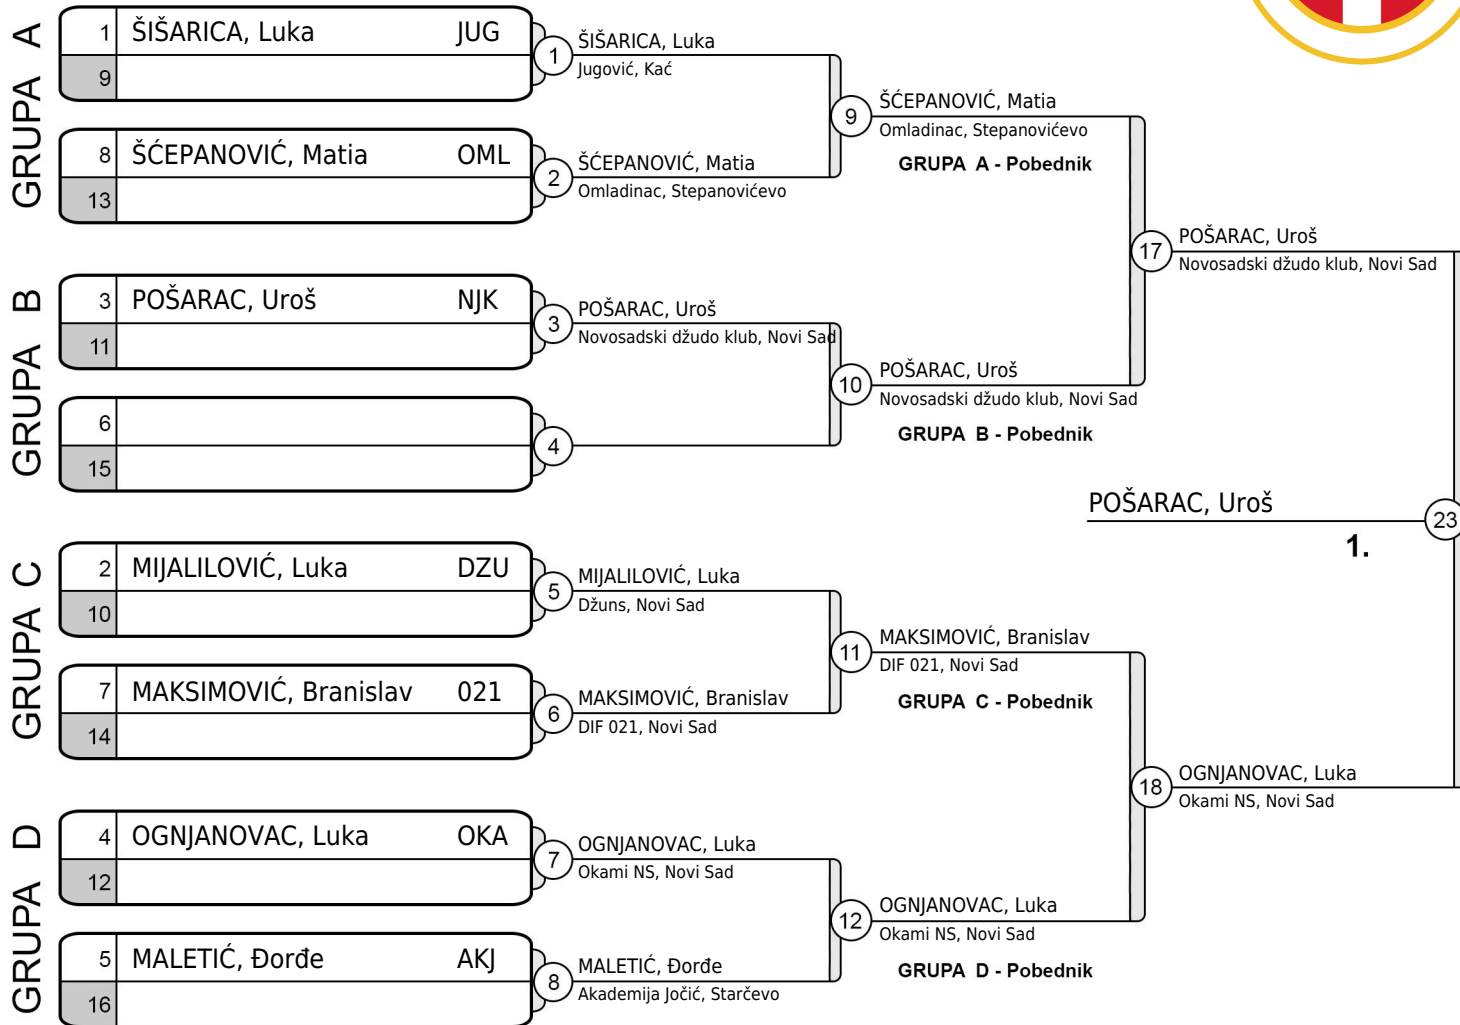 GRUPA A
1 ŠIŠARICA, Luka JUG
9
1
ŠIŠARICA, Luka
Jugović, Kać
8 ŠĆEPANOVIĆ, Matia OML
13
2
ŠĆEPANOVIĆ, Matia
Omladinac, Stepanovićevo
9
ŠĆEPANOVIĆ, Matia
Omladinac, Stepanovićevo
GRUPA A - Pobednik
GRUPA B
3 POŠARAC, Uroš NJK
11
3
POŠARAC, Uroš
Novosadski džudo klub, Novi Sad
6
15
4
10
POŠARAC, Uroš
Novosadski džudo klub, Novi Sad
GRUPA B - Pobednik
17
POŠARAC, Uroš
Novosadski džudo klub, Novi Sad
POŠARAC, Uroš
23
1.
GRUPA C
2 MIJALILOVIĆ, Luka DZU
10
5
MIJALILOVIĆ, Luka
Džuns, Novi Sad
7 MAKSIMOVIĆ, Branislav 021
14
6
MAKSIMOVIĆ, Branislav
DIF 021, Novi Sad
11
MAKSIMOVIĆ, Branislav
DIF 021, Novi Sad
GRUPA C - Pobednik
18
OGNJANOVAC, Luka
Okami NS, Novi Sad
GRUPA D
4 OGNJANOVAC, Luka OKA
12
7
OGNJANOVAC, Luka
Okami NS, Novi Sad
5 MALETIĆ, Đorđe AKJ
16
8
MALETIĆ, Đorđe
Akademija Jočić, Starčevo
12
OGNJANOVAC, Luka
Okami NS, Novi Sad
GRUPA D - Pobednik